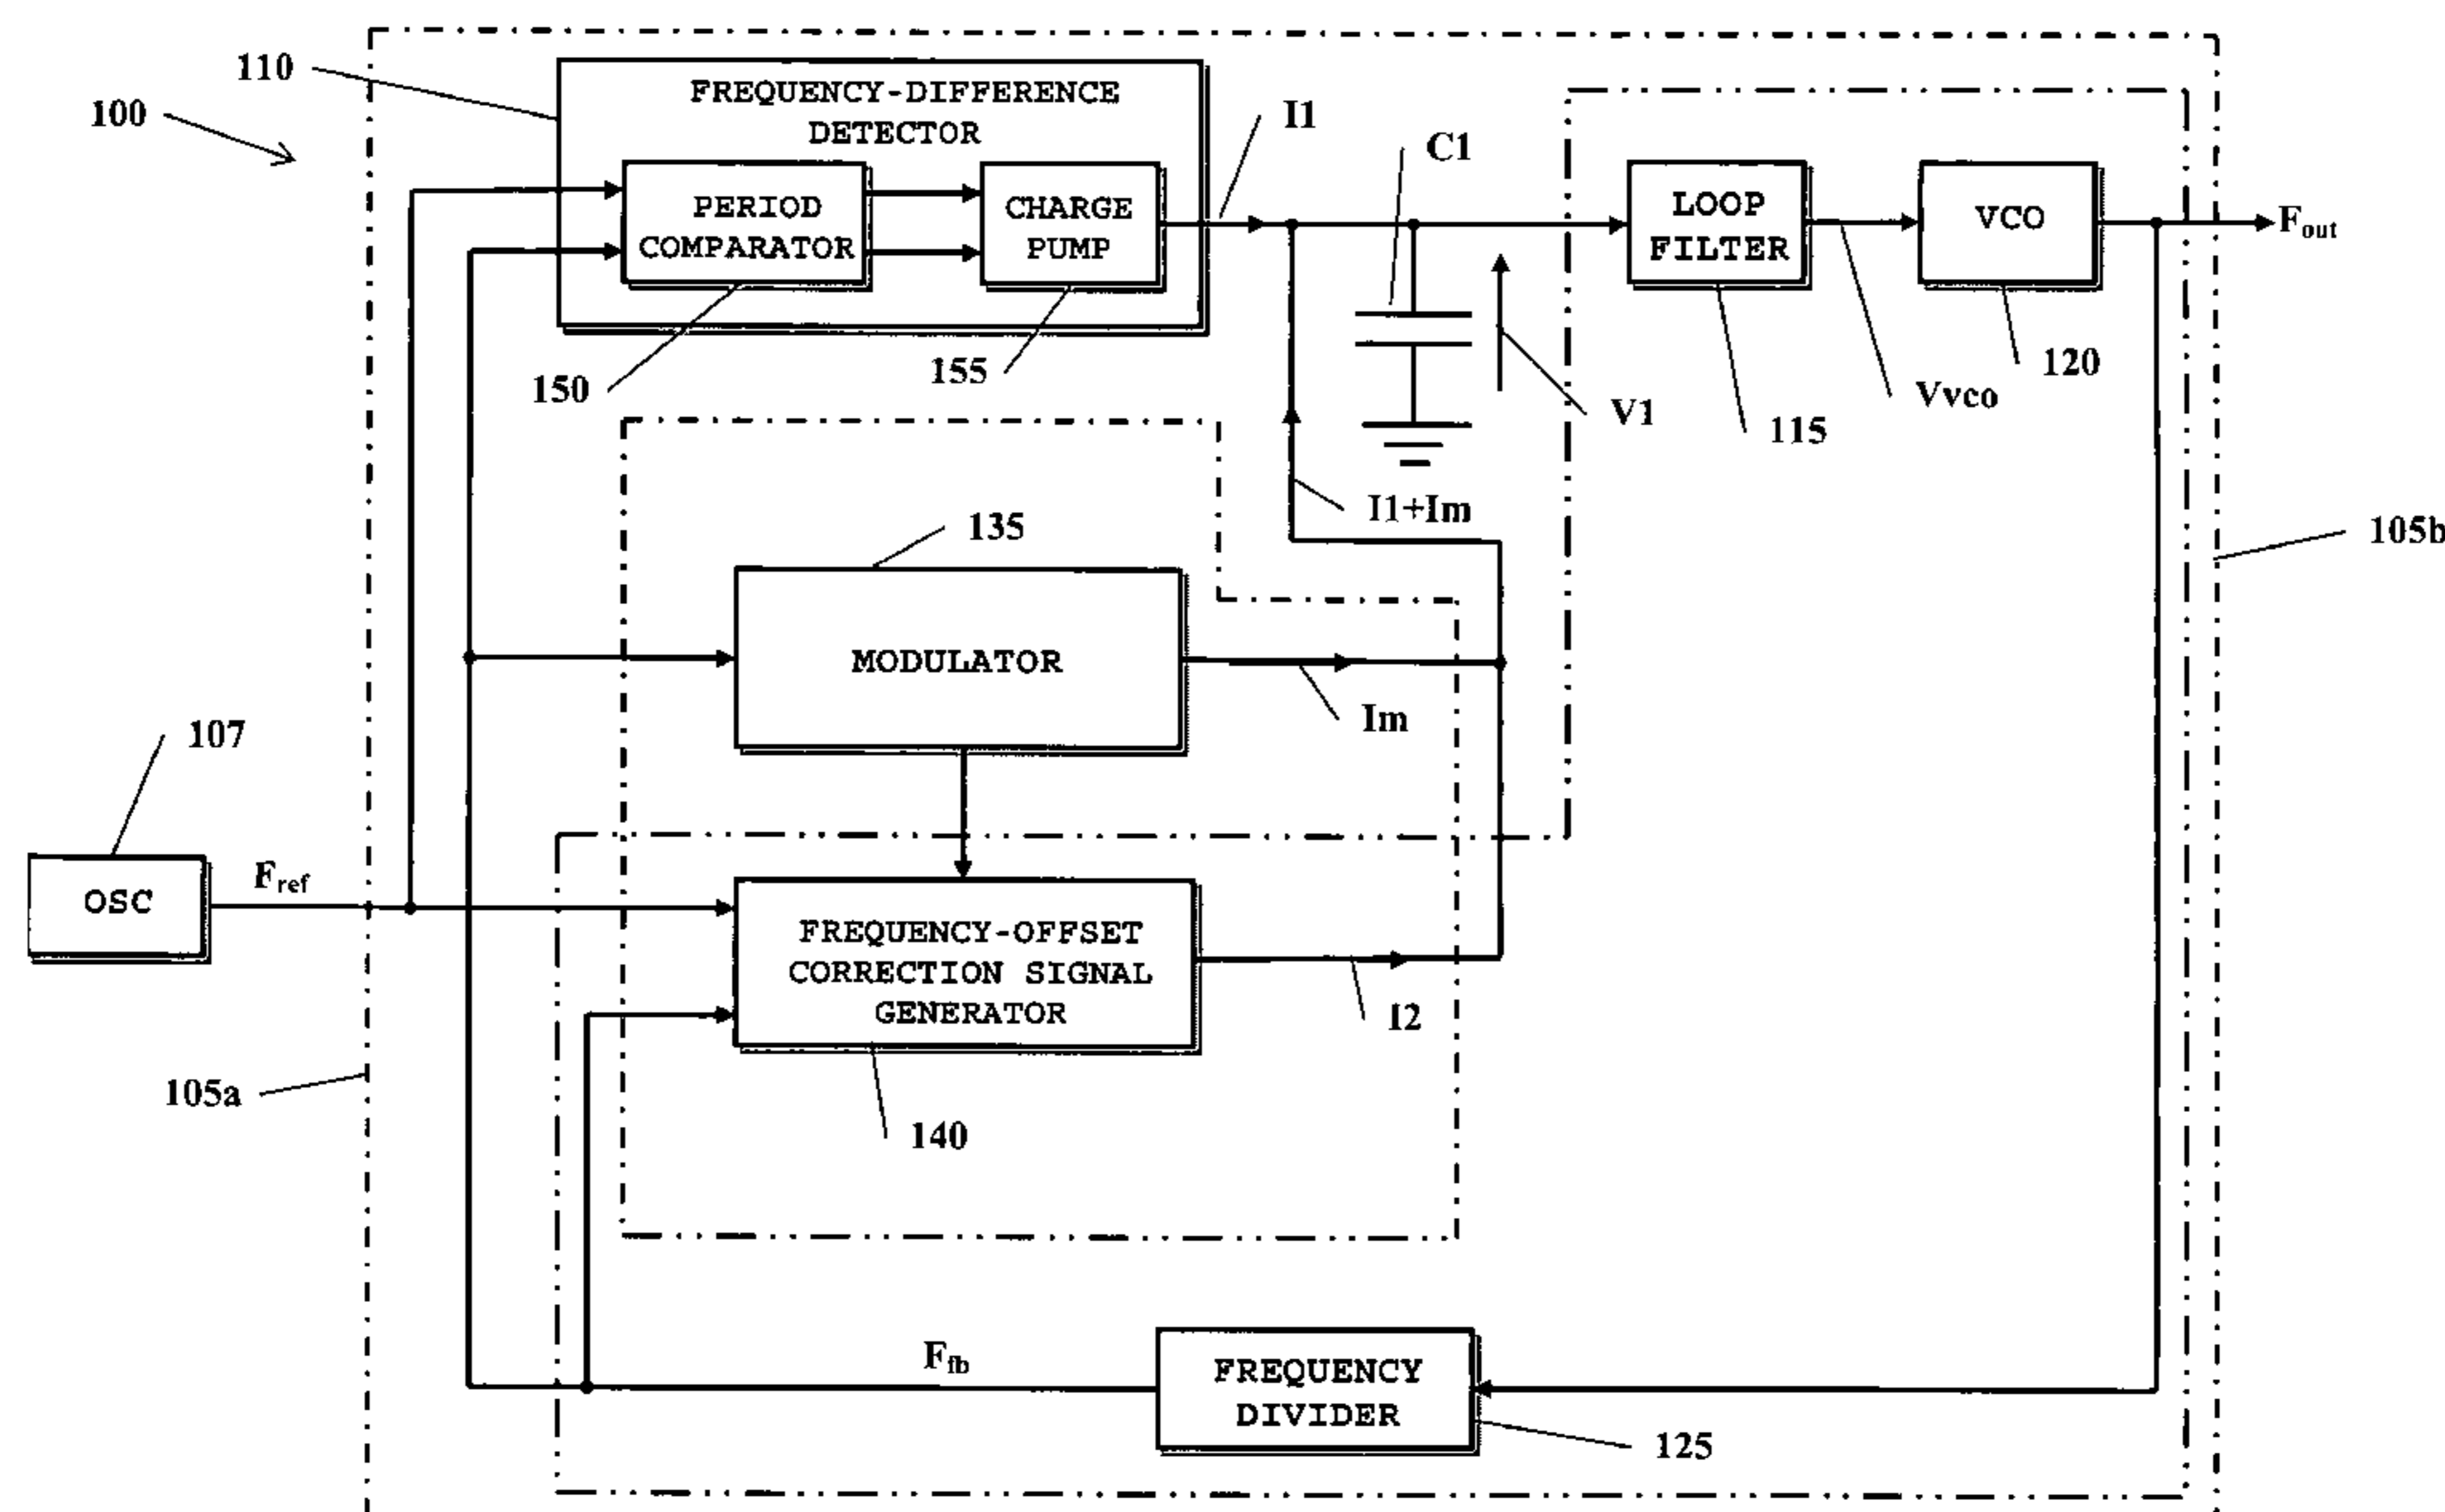 110
FREQUENCY-DIFFERENCE
DETECTOR
100
I1
C1
PERIOD
COMPARATOR
CHARGE
PUMP
LOOP
FILTER
VCO
Fout
150
155
V1
115
Vvco
120
I1+Im
135
105b
MODULATOR
Im
107
OSC
Fref
FREQUENCY-OFFSET
CORRECTION SIGNAL
GENERATOR
I2
105a
140
Ffb
FREQUENCY
DIVIDER
125